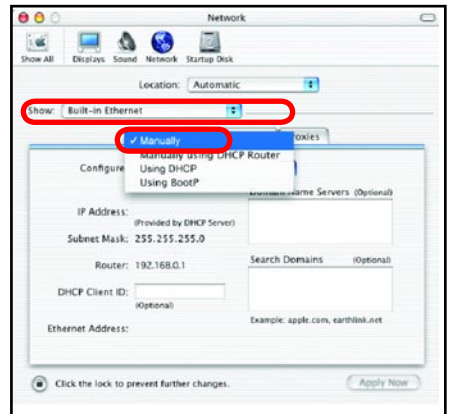 Network
Show All Displays Sound Network Startup Disk
Location: Automatic
Show: Built-in Ethernet
✓ Manually
Manually using DHCP Router
Using DHCP
Using BootP
Proxies
Configure
Domain Name Servers (Optional)
IP Address:
(Provided by DHCP Server)
Subnet Mask: 255.255.255.0
Router: 192.168.0.1
Search Domains (Optional)
DHCP Client ID:
(Optional)
Example: apple.com, earthlink.net
Ethernet Address:
Click the lock to prevent further changes.
Apply Now